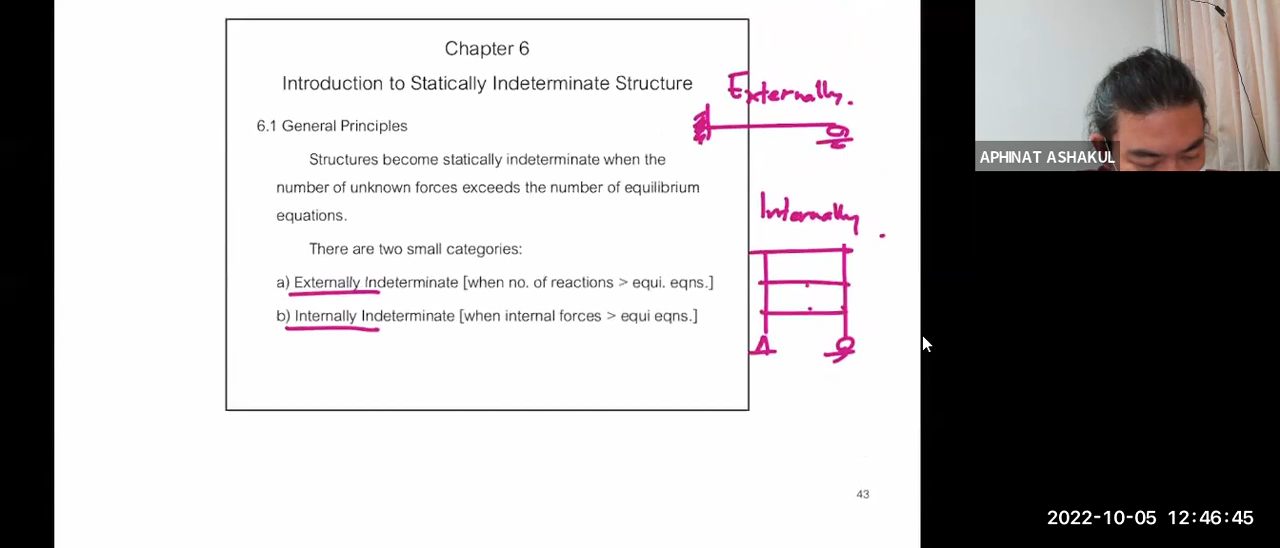 Chapter 6
Introduction to Statically Indeterminate Structure
6.1 General Principles
Structures become statically indeterminate when the
number of unknown forces exceeds the number of equilibrium
equations.
There are two small categories:
a) Externally Indeterminate [when no. of reactions > equi. eqns.]
b) Internally Indeterminate [when internal forces > equi eqns.]
Externally.
Internally
43
APHINAT ASHAKUL
2022-10-05 12:46:45